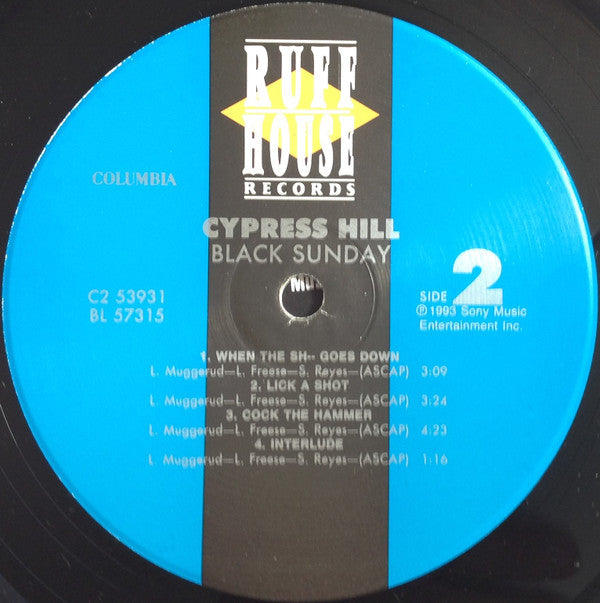 RUFF
HOUSE
RECORDS
COLUMBIA
CYPRESS HILL
BLACK SUNDAY
C2 53931
BL 57315
SIDE 2
℗ 1993 Sony Music
Entertainment Inc.
1. WHEN THE SH-- GOES DOWN
L. Muggerud—L. Freese—S. Reyes—(ASCAP) 3:09
2. LICK A SHOT
L. Muggerud—L. Freese—S. Reyes—(ASCAP) 3:24
3. COCK THE HAMMER
L. Muggerud—L. Freese—S. Reyes—(ASCAP) 4:23
4. INTERLUDE
L. Muggerud—L. Freese—S. Reyes—(ASCAP) 1:16